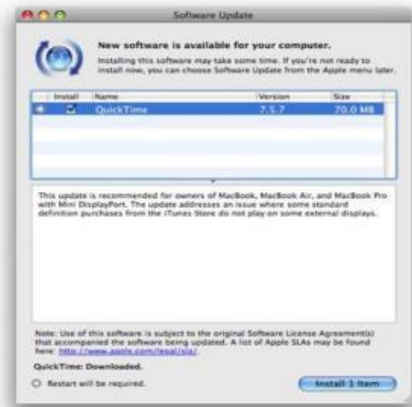 Software Update
New software is available for your computer.
Installing this software may take some time. If you're not ready to
install now, you can choose Software Update from the Apple menu later.
Install Name Version Size
QuickTime 7.5.7 70.0 MB
This update is recommended for owners of MacBook, MacBook Air, and MacBook Pro
with Mini DisplayPort. The update addresses an issue where some standard
definition purchases from the iTunes Store do not play on some external displays.
Note: Use of this software is subject to the original Software License Agreement(s)
that accompanied the software being updated. A list of Apple SLAs may be found
here: http://www.apple.com/legal/sla/.
QuickTime: Downloaded.
Restart will be required.
Install 1 Item